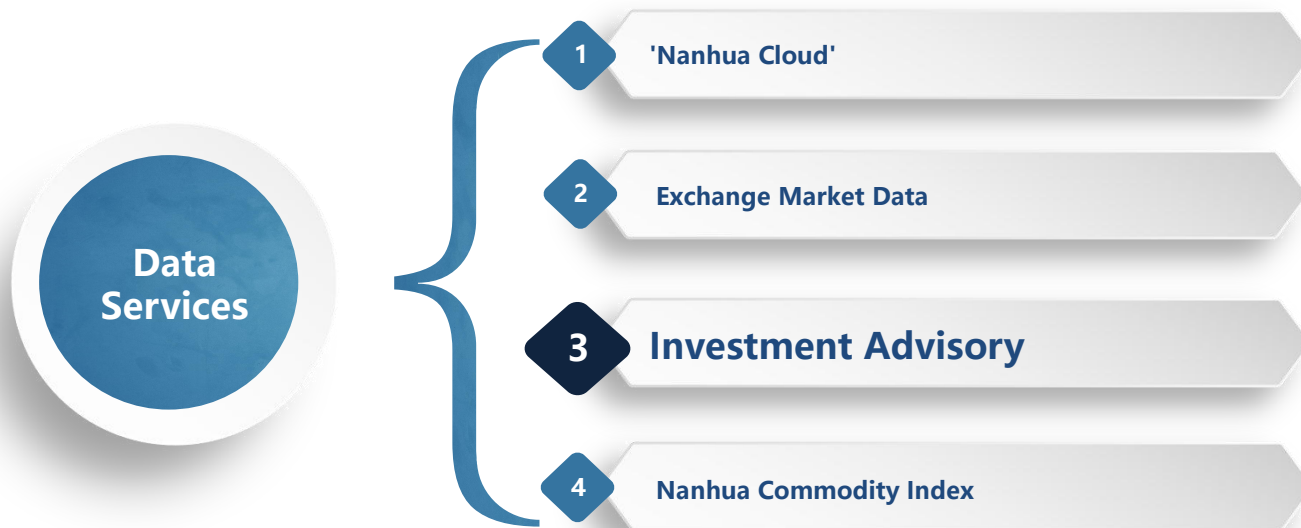 Data
Services
1
'Nanhua Cloud'
2
Exchange Market Data
3
Investment Advisory
4
Nanhua Commodity Index